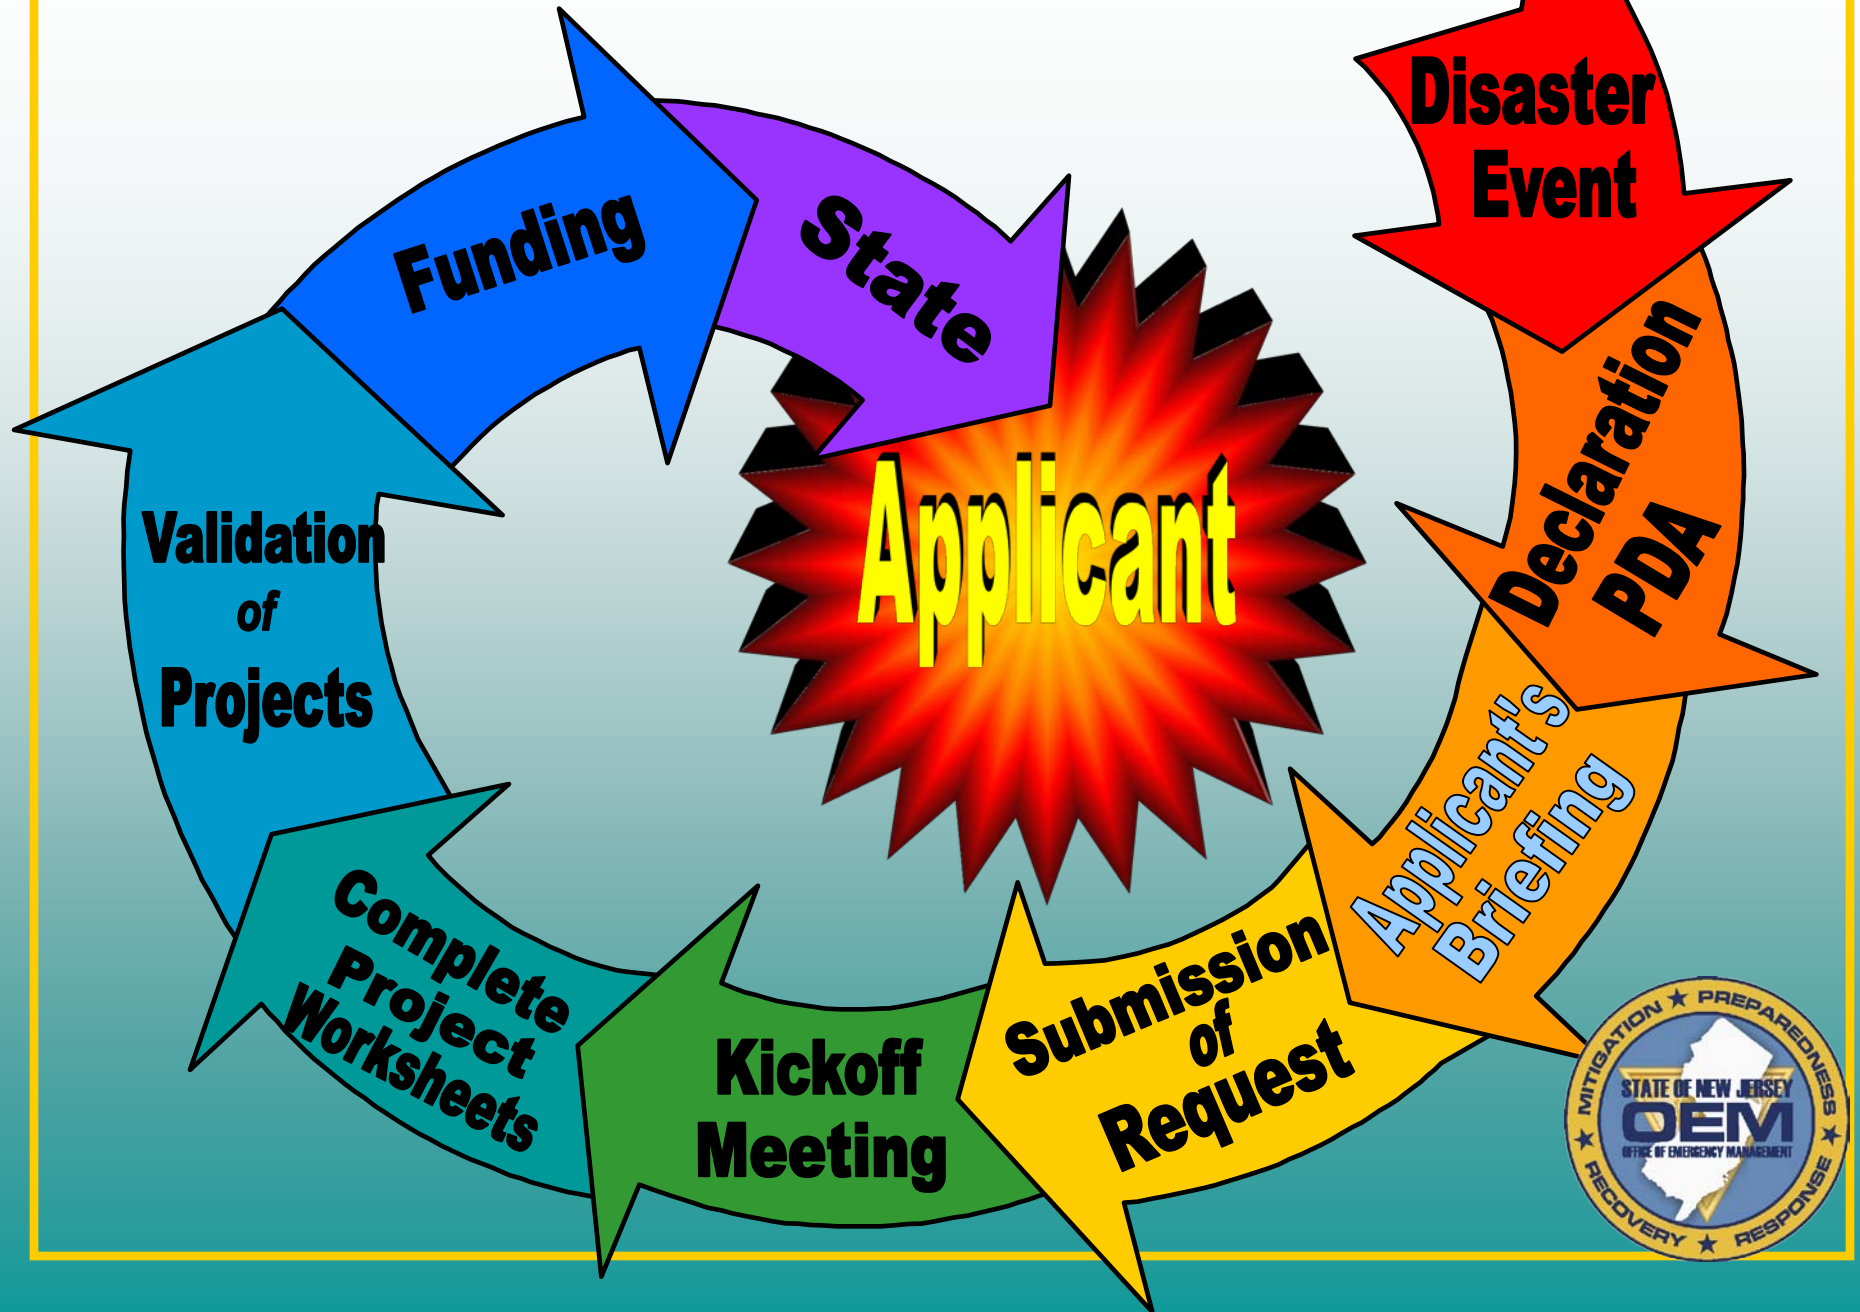 Disaster
Event
Declaration
PDA
Applicant's
Briefing
Submission
of
Request
Kickoff
Meeting
Complete
Project
Worksheets
Validation
of
Projects
Funding
State
Applicant
MITIGATION ★ PREPAREDNESS ★ RESPONSE ★ RECOVERY ★
STATE OF NEW JERSEY
OEM
OFFICE OF EMERGENCY MANAGEMENT